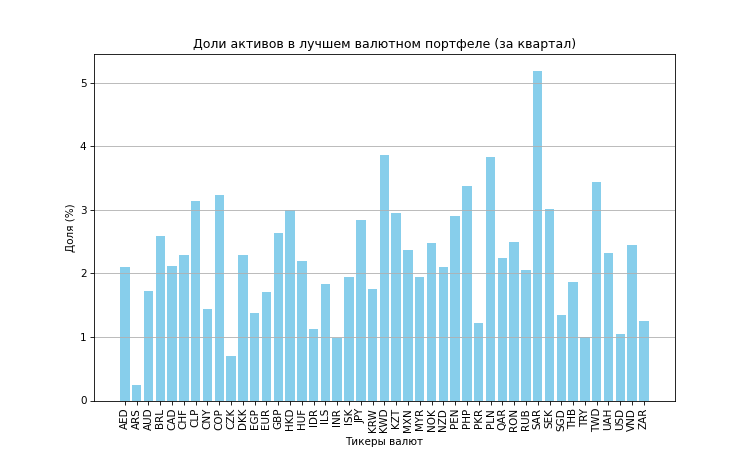 Доли активов в лучшем валютном портфеле (за квартал)
Доля (%)
5
4
3
2
1
0
AED ARS AUD BRL CAD CHF CLP CNY COP CZK DKK EGP EUR GBP HKD HUF IDR ILS INR ISK JPY KRW KWD KZT MXN MYR NOK NZD PEN PHP PKR PLN QAR RON RUB SAR SEK SGD THB TRY TWD UAH USD VND ZAR
Тикеры валют